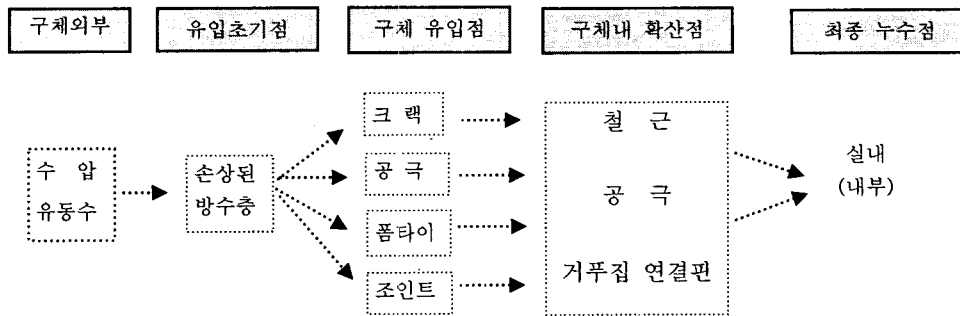 구체외부
유입초기점
구체 유입점
구체내 확산점
최종 누수점
수 압
유동수
손상된
방수층
크 랙
공 극
폼타이
조인트
철 근
공 극
거푸집 연결핀
실내
(내부)